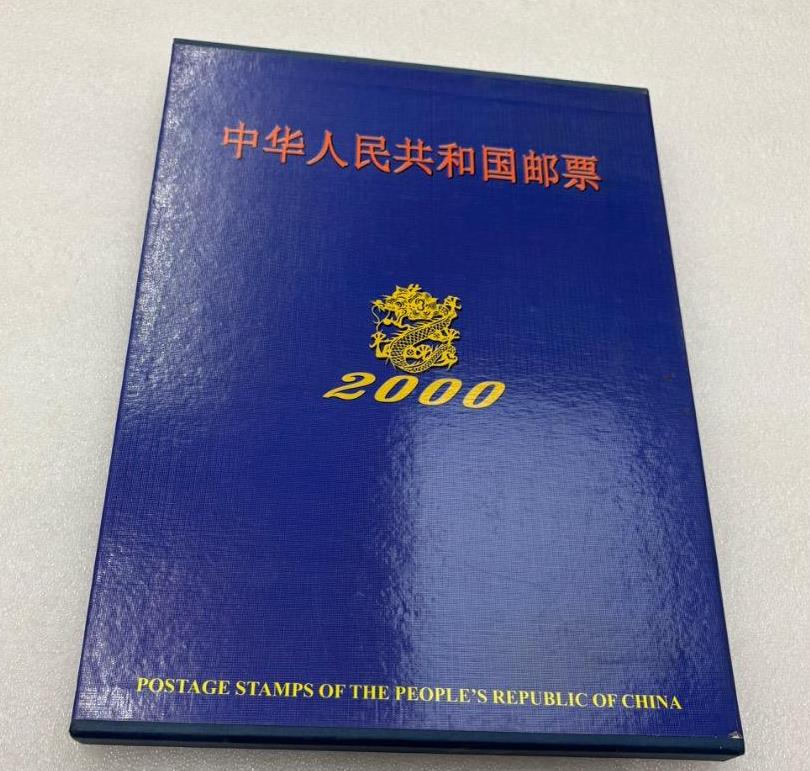 中华人民共和国邮票
2000
POSTAGE STAMPS OF THE PEOPLE'S REPUBLIC OF CHINA